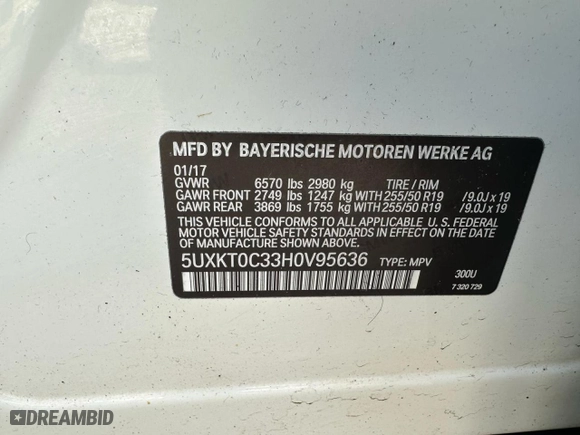 MFD BY BAYERISCHE MOTOREN WERKE AG
01/17
GVWR 6570 lbs 2980 kg TIRE / RIM
GAWR FRONT 2749 lbs 1247 kg WITH 255/50 R19 /9.0J x 19
GAWR REAR 3869 lbs 1755 kg WITH 255/50 R19 /9.0J x 19
THIS VEHICLE CONFORMS TO ALL APPLICABLE U.S. FEDERAL
MOTOR VEHICLE SAFETY STANDARDS IN EFFECT ON THE
DATE OF MANUFACTURE SHOWN ABOVE.
5UXKT0C33H0V95636 TYPE: MPV
300U
7 320 729
DREAMBID